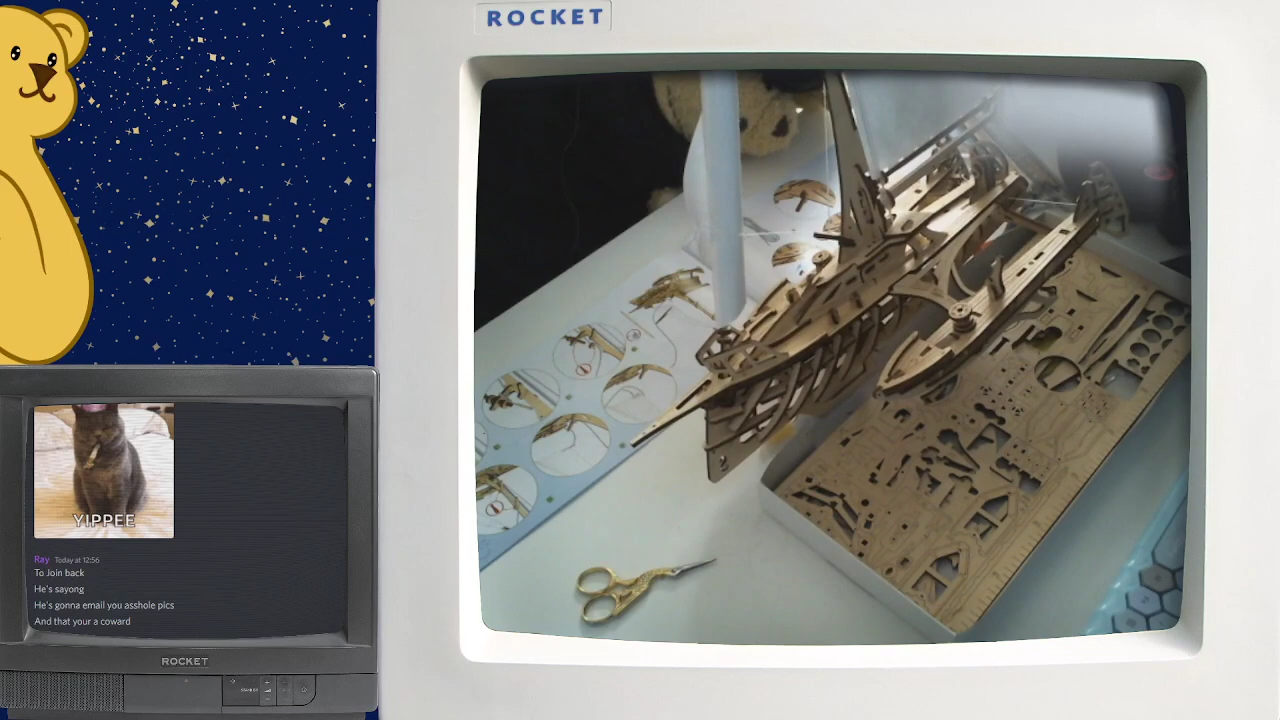 ROCKET
YIPPEE
Ray Today at 12:56
To Join back
He's sayong
He's gonna email you asshole pics
And that your a coward
ROCKET